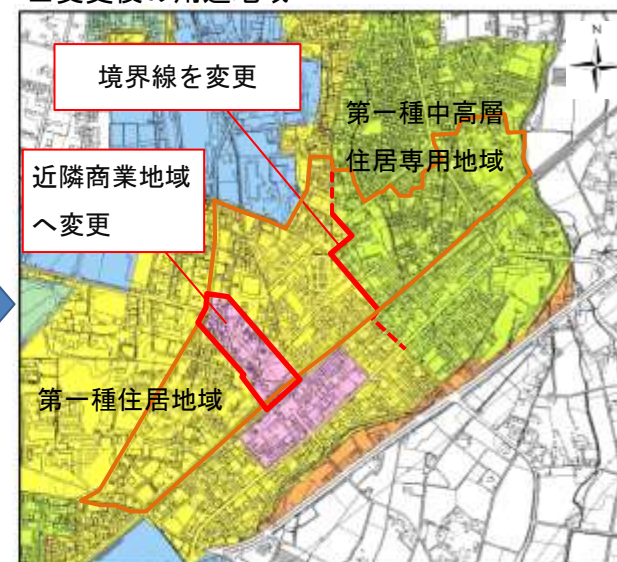 境界線を変更
第一種中高層
住居専用地域
近隣商業地域
へ変更
第一種住居地域
N